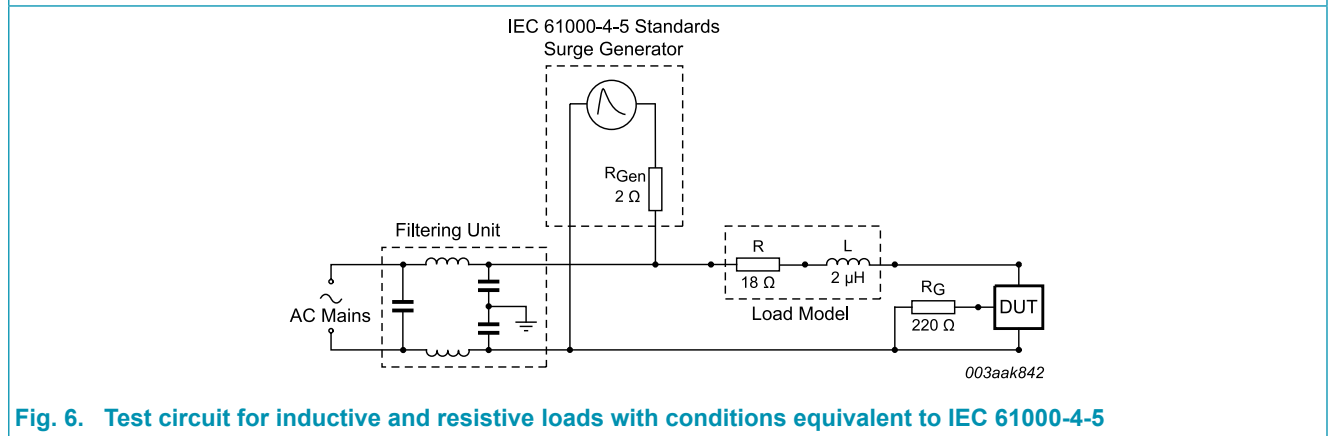 IEC 61000-4-5 Standards
Surge Generator
RGen
2 Ω
Filtering Unit
R
L
18 Ω
2 μH
RG
AC Mains
Load Model
220 Ω
DUT
003aak842
Fig. 6. Test circuit for inductive and resistive loads with conditions equivalent to IEC 61000-4-5